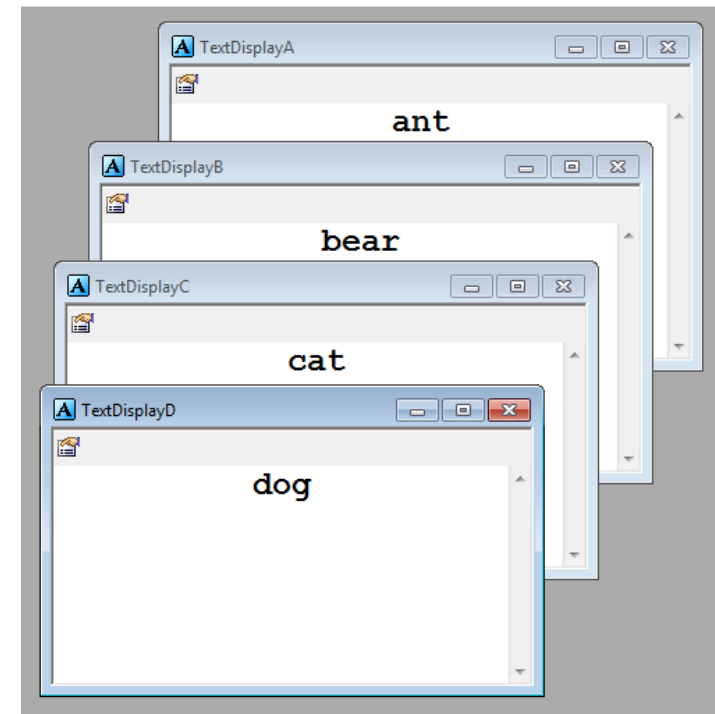 TextDisplayA
ant
TextDisplayB
bear
TextDisplayC
cat
TextDisplayD
dog